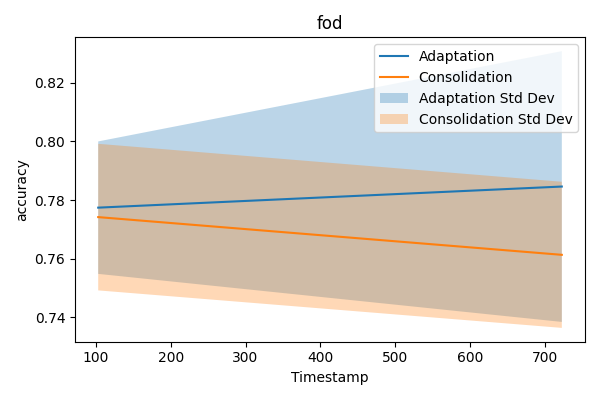 fod
Adaptation
Consolidation
Adaptation Std Dev
Consolidation Std Dev
accuracy
0.82
0.80
0.78
0.76
0.74
100 200 300 400 500 600 700
Timestamp